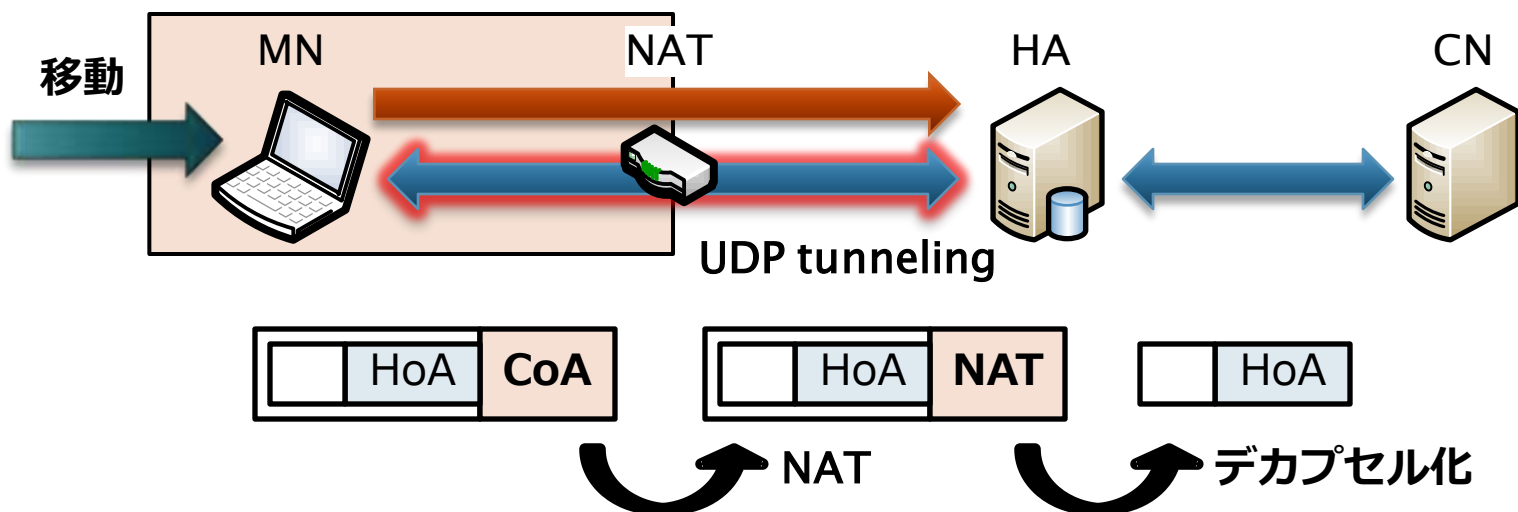 移動
MN
NAT
HA
CN
UDP tunneling
HoA CoA
HoA NAT
HoA
NAT
デカプセル化